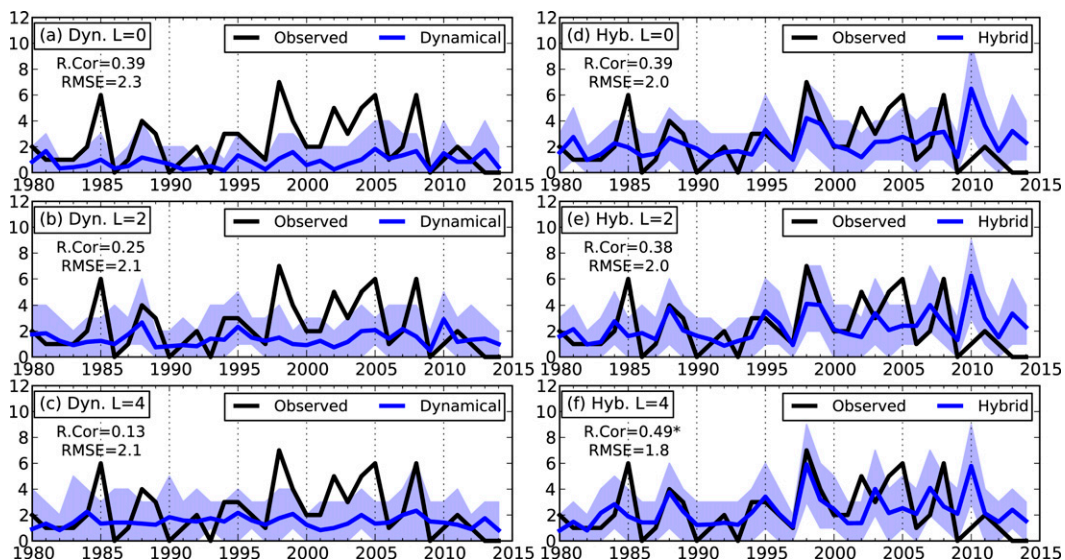 (a) Dyn. L=0
Observed
Dynamical
R.Cor=0.39
RMSE=2.3
12
10
8
6
4
2
0
1980 1985 1990 1995 2000 2005 2010 2015
(b) Dyn. L=2
Observed
Dynamical
R.Cor=0.25
RMSE=2.1
12
10
8
6
4
2
0
1980 1985 1990 1995 2000 2005 2010 2015
(c) Dyn. L=4
Observed
Dynamical
R.Cor=0.13
RMSE=2.1
12
10
8
6
4
2
0
1980 1985 1990 1995 2000 2005 2010 2015
(d) Hyb. L=0
Observed
Hybrid
R.Cor=0.39
RMSE=2.0
12
10
8
6
4
2
0
1980 1985 1990 1995 2000 2005 2010 2015
(e) Hyb. L=2
Observed
Hybrid
R.Cor=0.38
RMSE=2.0
12
10
8
6
4
2
0
1980 1985 1990 1995 2000 2005 2010 2015
(f) Hyb. L=4
Observed
Hybrid
R.Cor=0.49*
RMSE=1.8
12
10
8
6
4
2
0
1980 1985 1990 1995 2000 2005 2010 2015